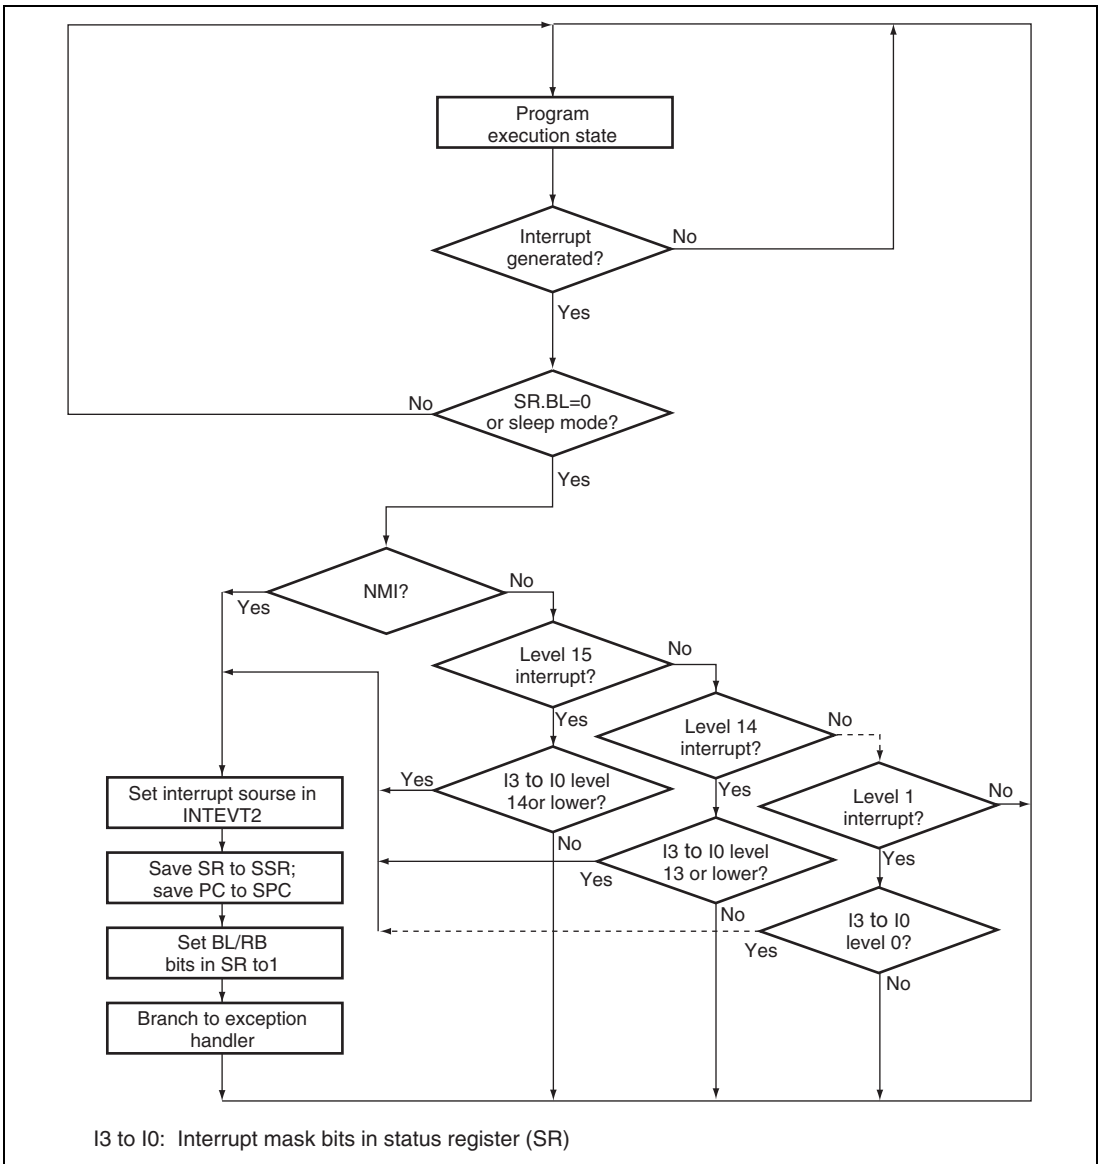 Program
execution state
Interrupt
generated?
No
Yes
SR.BL=0
or sleep mode?
No
Yes
NMI?
No
Yes
Level 15
interrupt?
No
Yes
Level 14
interrupt?
No
Yes
I3 to I0 level
14or lower?
Yes
No
Level 1
interrupt?
No
Yes
I3 to I0 level
13 or lower?
Yes
No
I3 to I0
level 0?
Yes
No
Set interrupt sourse in
INTEVT2
Save SR to SSR;
save PC to SPC
Set BL/RB
bits in SR to1
Branch to exception
handler
I3 to I0: Interrupt mask bits in status register (SR)